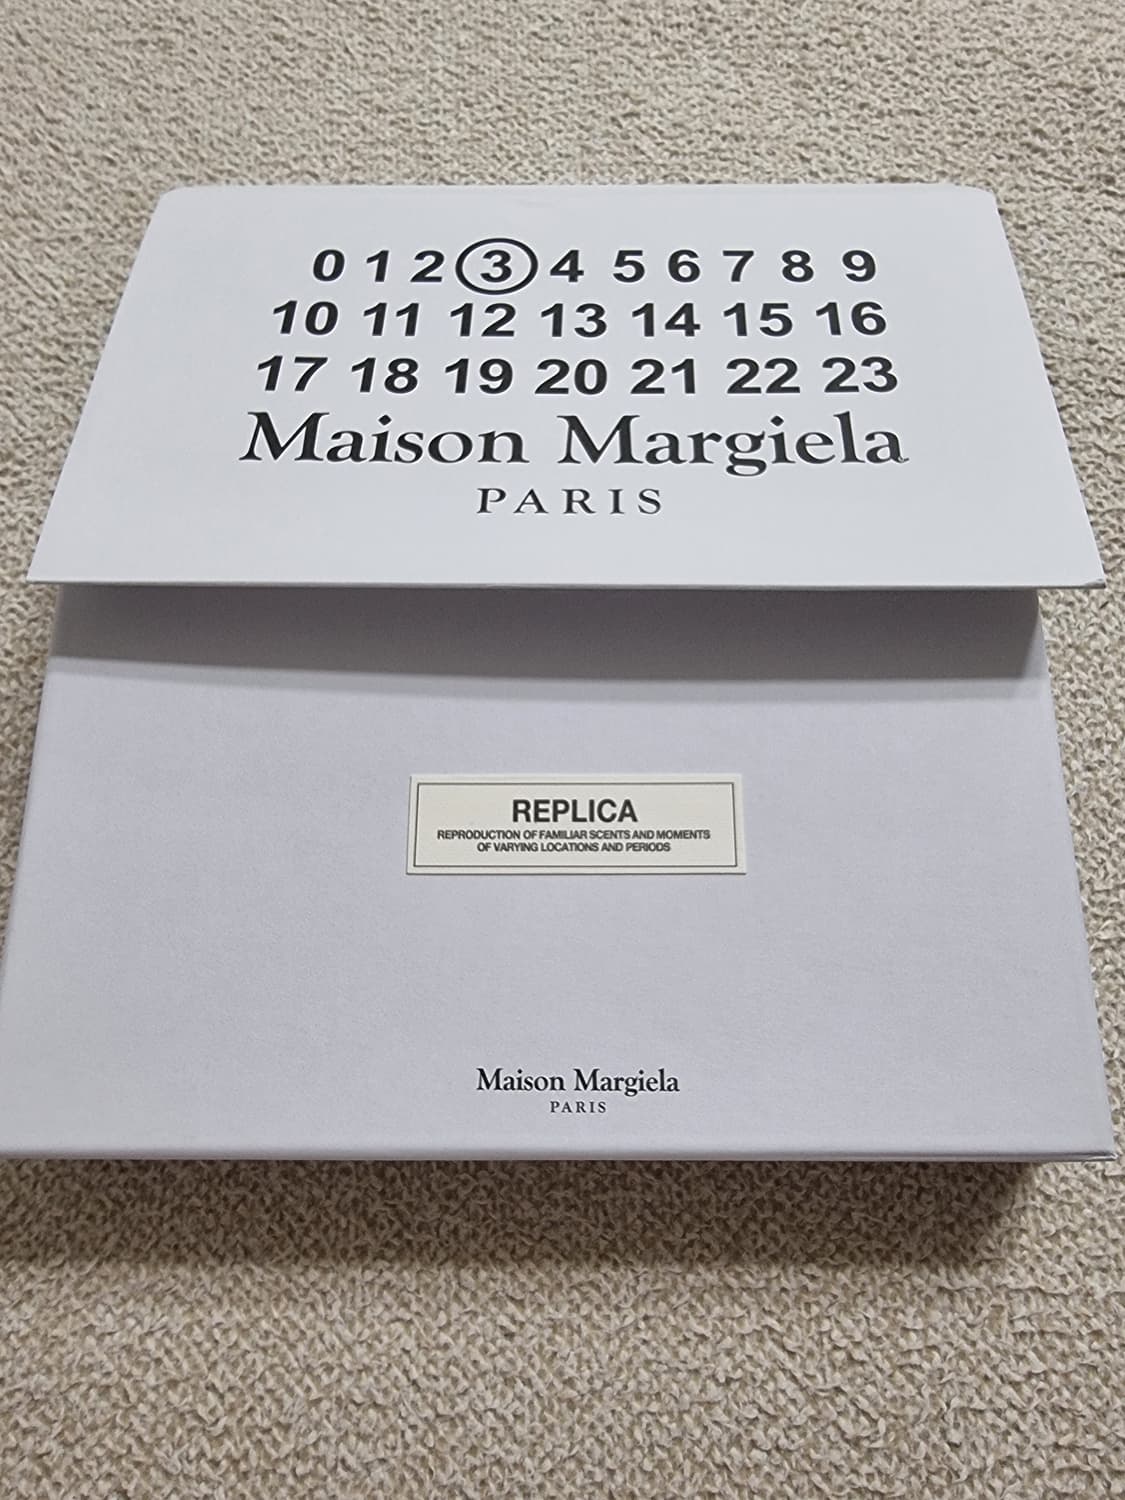 0 1 2 3 4 5 6 7 8 9
10 11 12 13 14 15 16
17 18 19 20 21 22 23
Maison Margiela
PARIS
REPLICA
REPRODUCTION OF FAMILIAR SCENTS AND MOMENTS
OF VARYING LOCATIONS AND PERIODS
Maison Margiela
PARIS